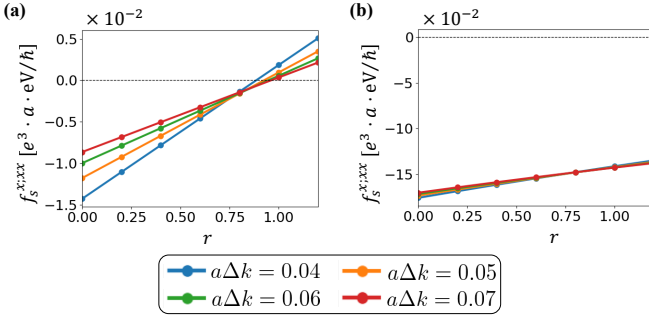 (a)
× 10⁻²
f_s^{x;xx} [e³ · a · eV/ℏ]
0.5
0.0
−0.5
−1.0
−1.5
0.00 0.25 0.50 0.75 1.00
r
(b)
× 10⁻²
f_s^{x;xx} [e³ · a · eV/ℏ]
0
−5
−10
−15
0.00 0.25 0.50 0.75 1.00
r
aΔk = 0.04 aΔk = 0.05
aΔk = 0.06 aΔk = 0.07